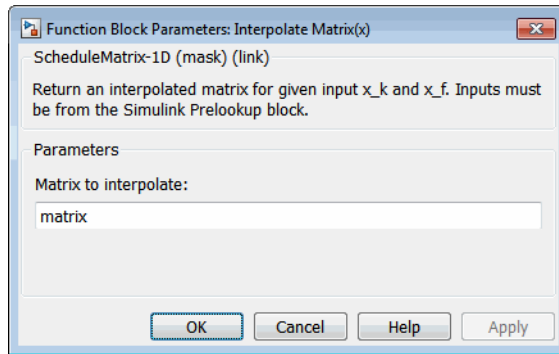 Function Block Parameters: Interpolate Matrix(x)
ScheduleMatrix-1D (mask) (link)
Return an interpolated matrix for given input x_k and x_f. Inputs must
be from the Simulink Prelookup block.
Parameters
Matrix to interpolate:
matrix
OK Cancel Help Apply